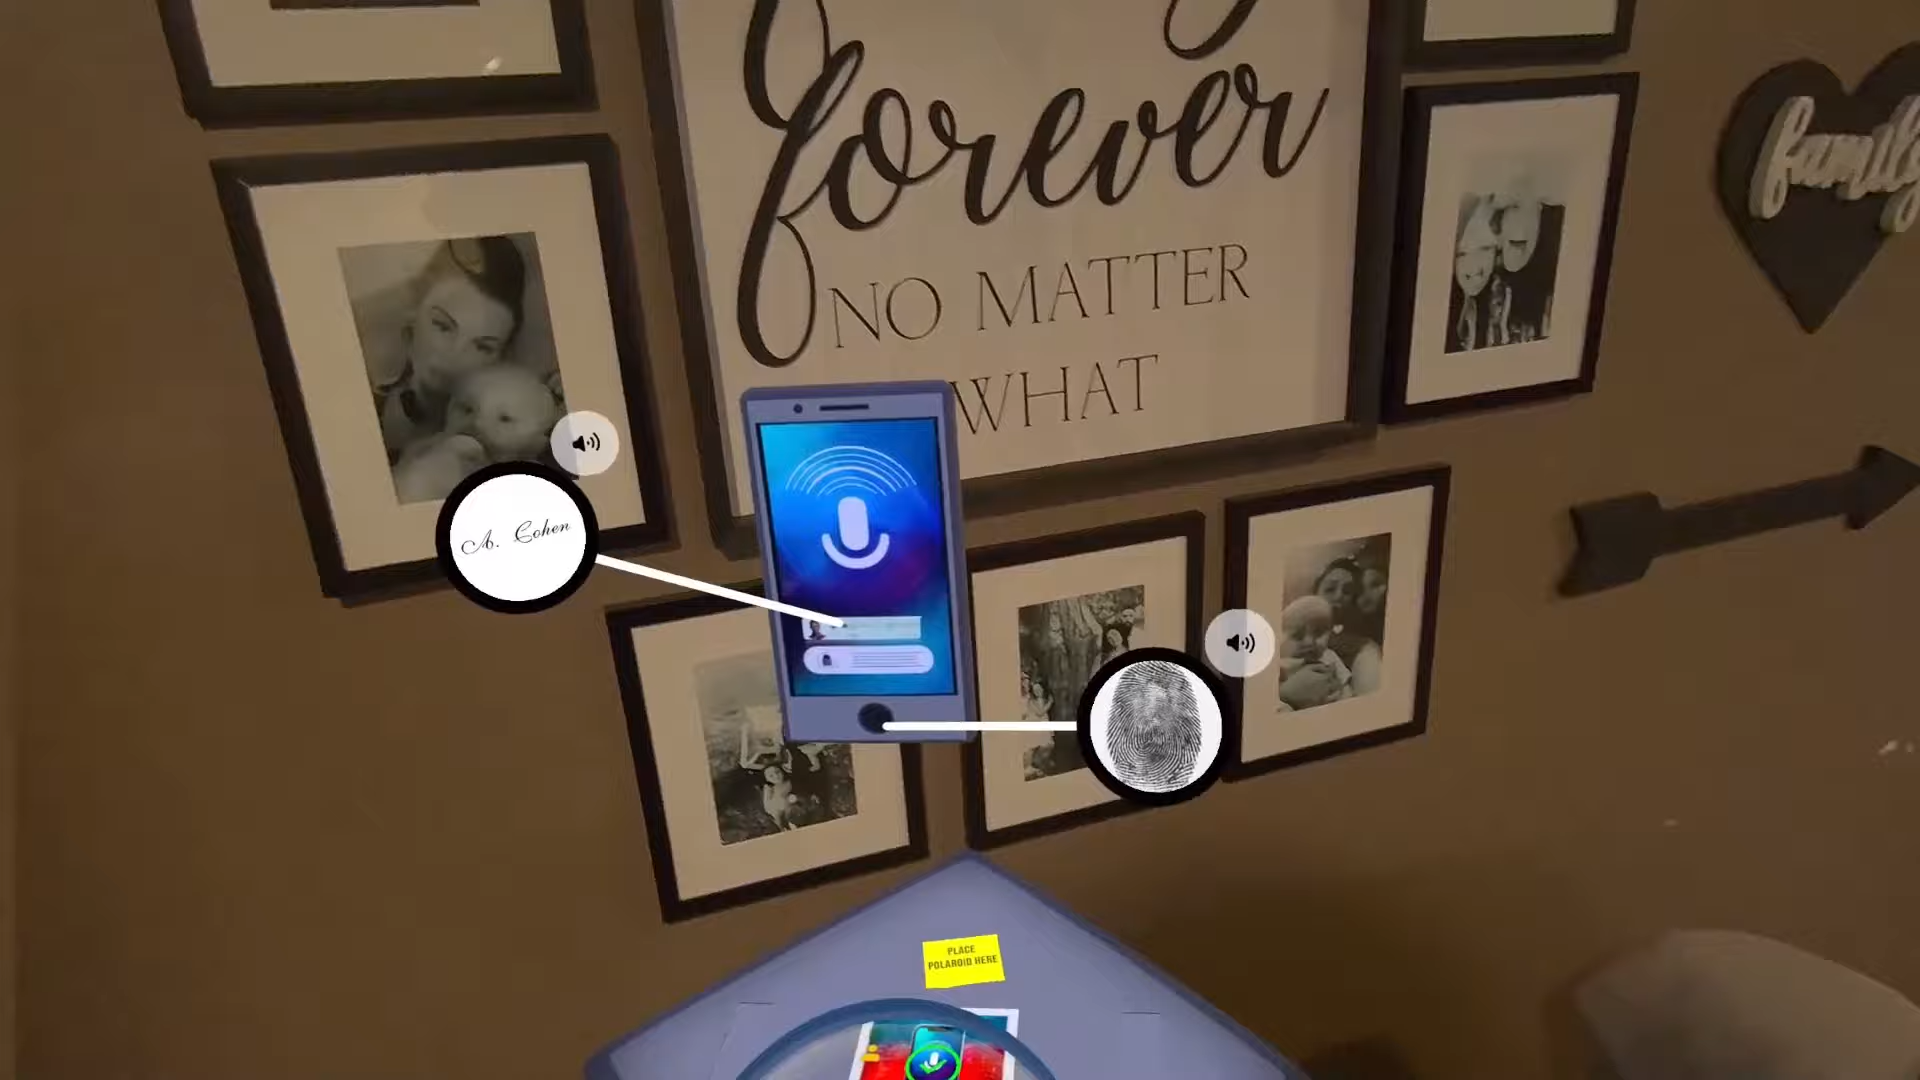 forever
NO MATTER
WHAT
family
A. Cohen
PLACE
POLAROID HERE